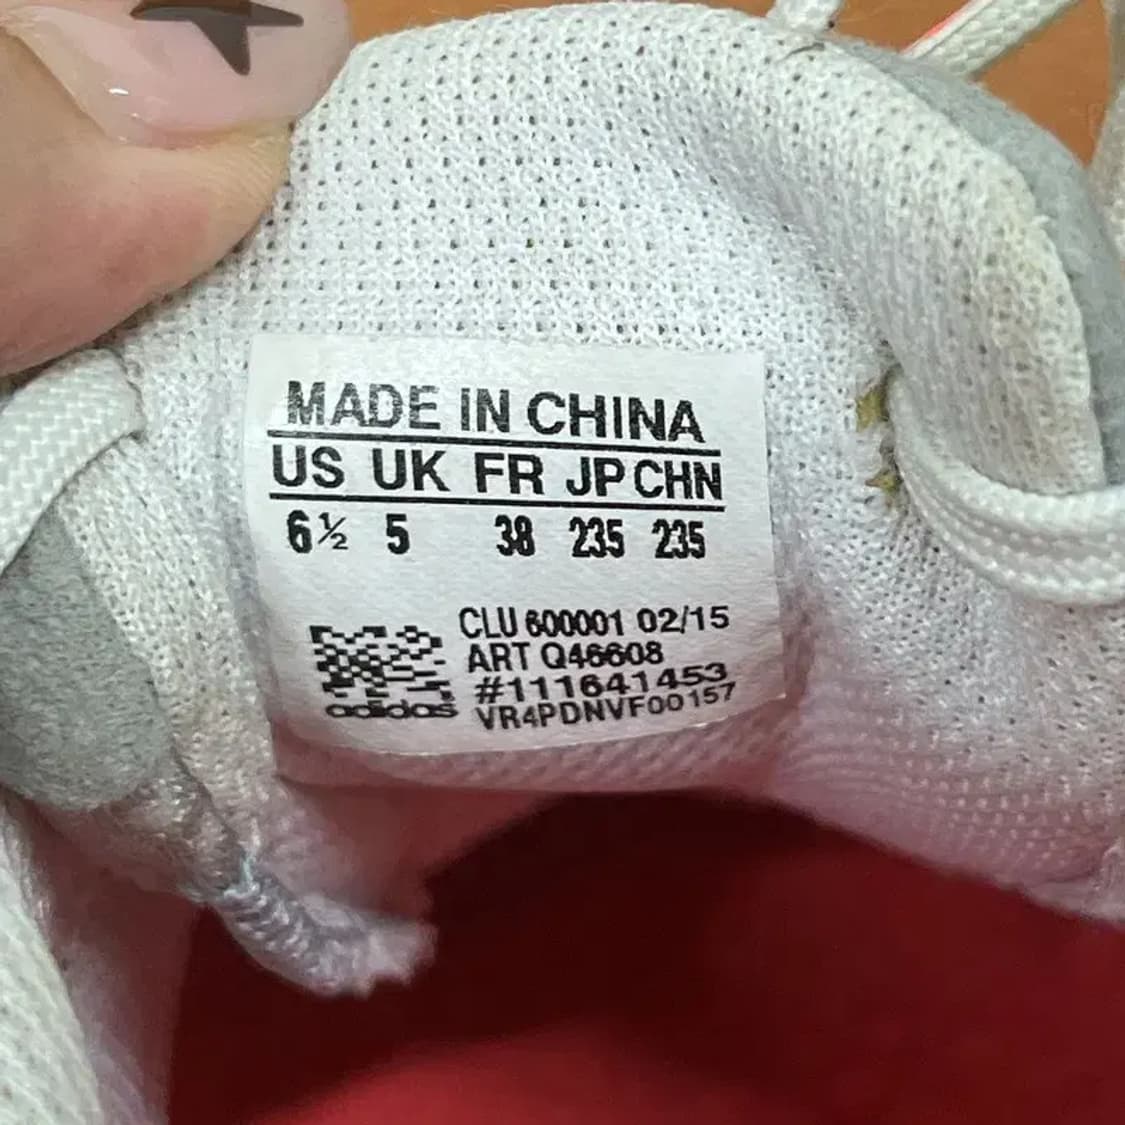 MADE IN CHINA
US UK FR JP CHN
6½ 5 38 235 235
CLU 600001 02/15
ART Q46608
#111641453
VR4PDNVF00157
adidas